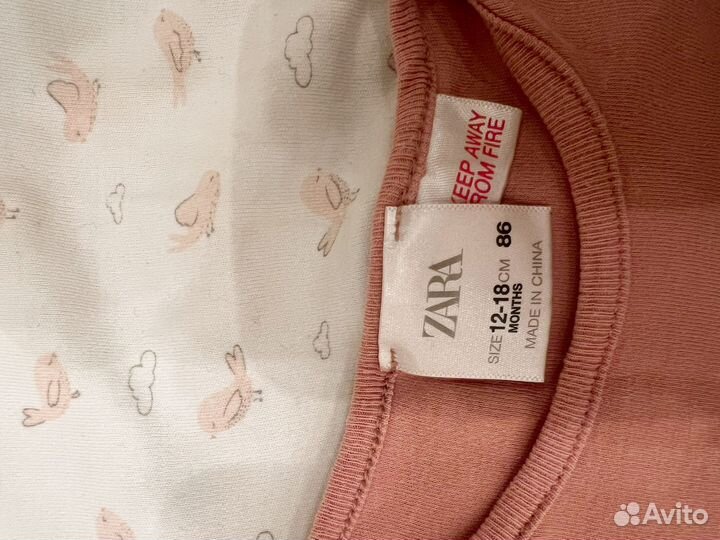 KEEP AWAY
FROM FIRE
ZARA
SIZE 12-18 CM 86
MONTHS
MADE IN CHINA
Avito